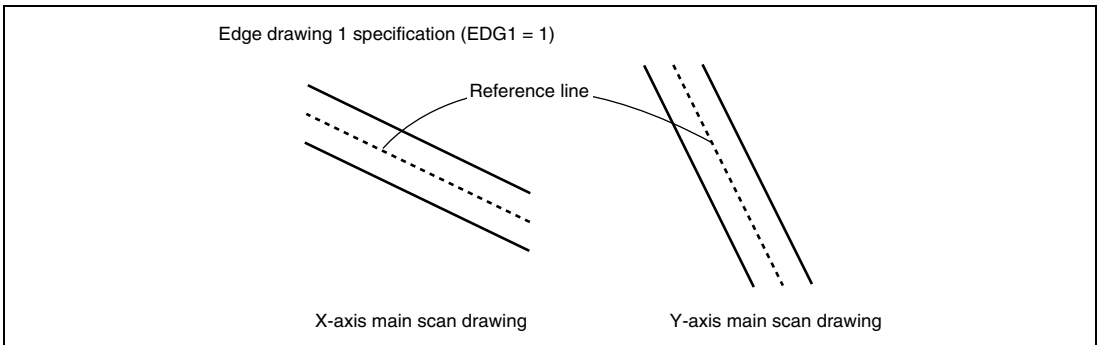 Edge drawing 1 specification (EDG1 = 1)
Reference line
X-axis main scan drawing
Y-axis main scan drawing